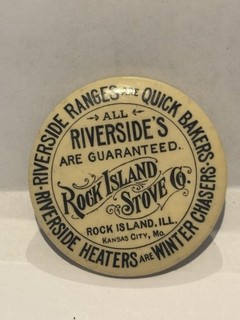 RIVERSIDE RANGES ARE QUICK BAKERS
RIVERSIDE HEATERS ARE WINTER CHASERS
ALL
RIVERSIDE'S
ARE GUARANTEED.
ROCK ISLAND
STOVE CO.
ROCK ISLAND, ILL.
KANSAS CITY, MO.